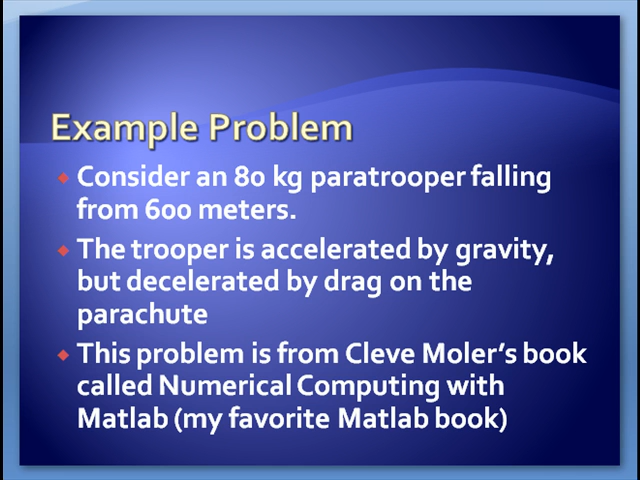 Example Problem
Consider an 80 kg paratrooper falling
from 600 meters.
The trooper is accelerated by gravity,
but decelerated by drag on the
parachute
This problem is from Cleve Moler's book
called Numerical Computing with
Matlab (my favorite Matlab book)